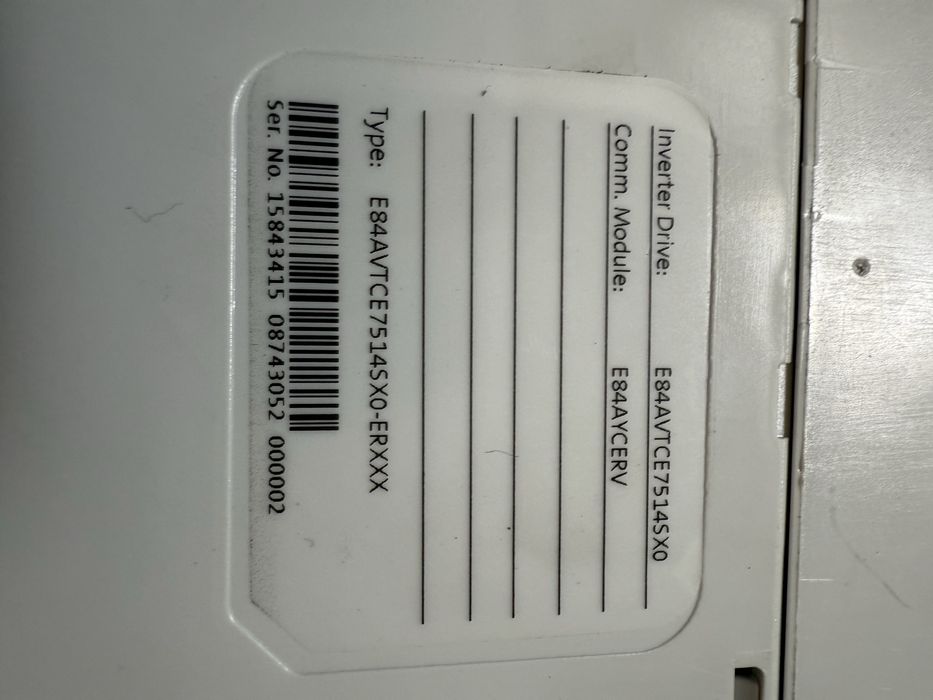 Inverter Drive: E84AVTCE7514SX0
Comm. Module: E84AYCERV
Type: E84AVTCE7514SX0-ERXXX
Ser. No. 15843415 08743052 000002